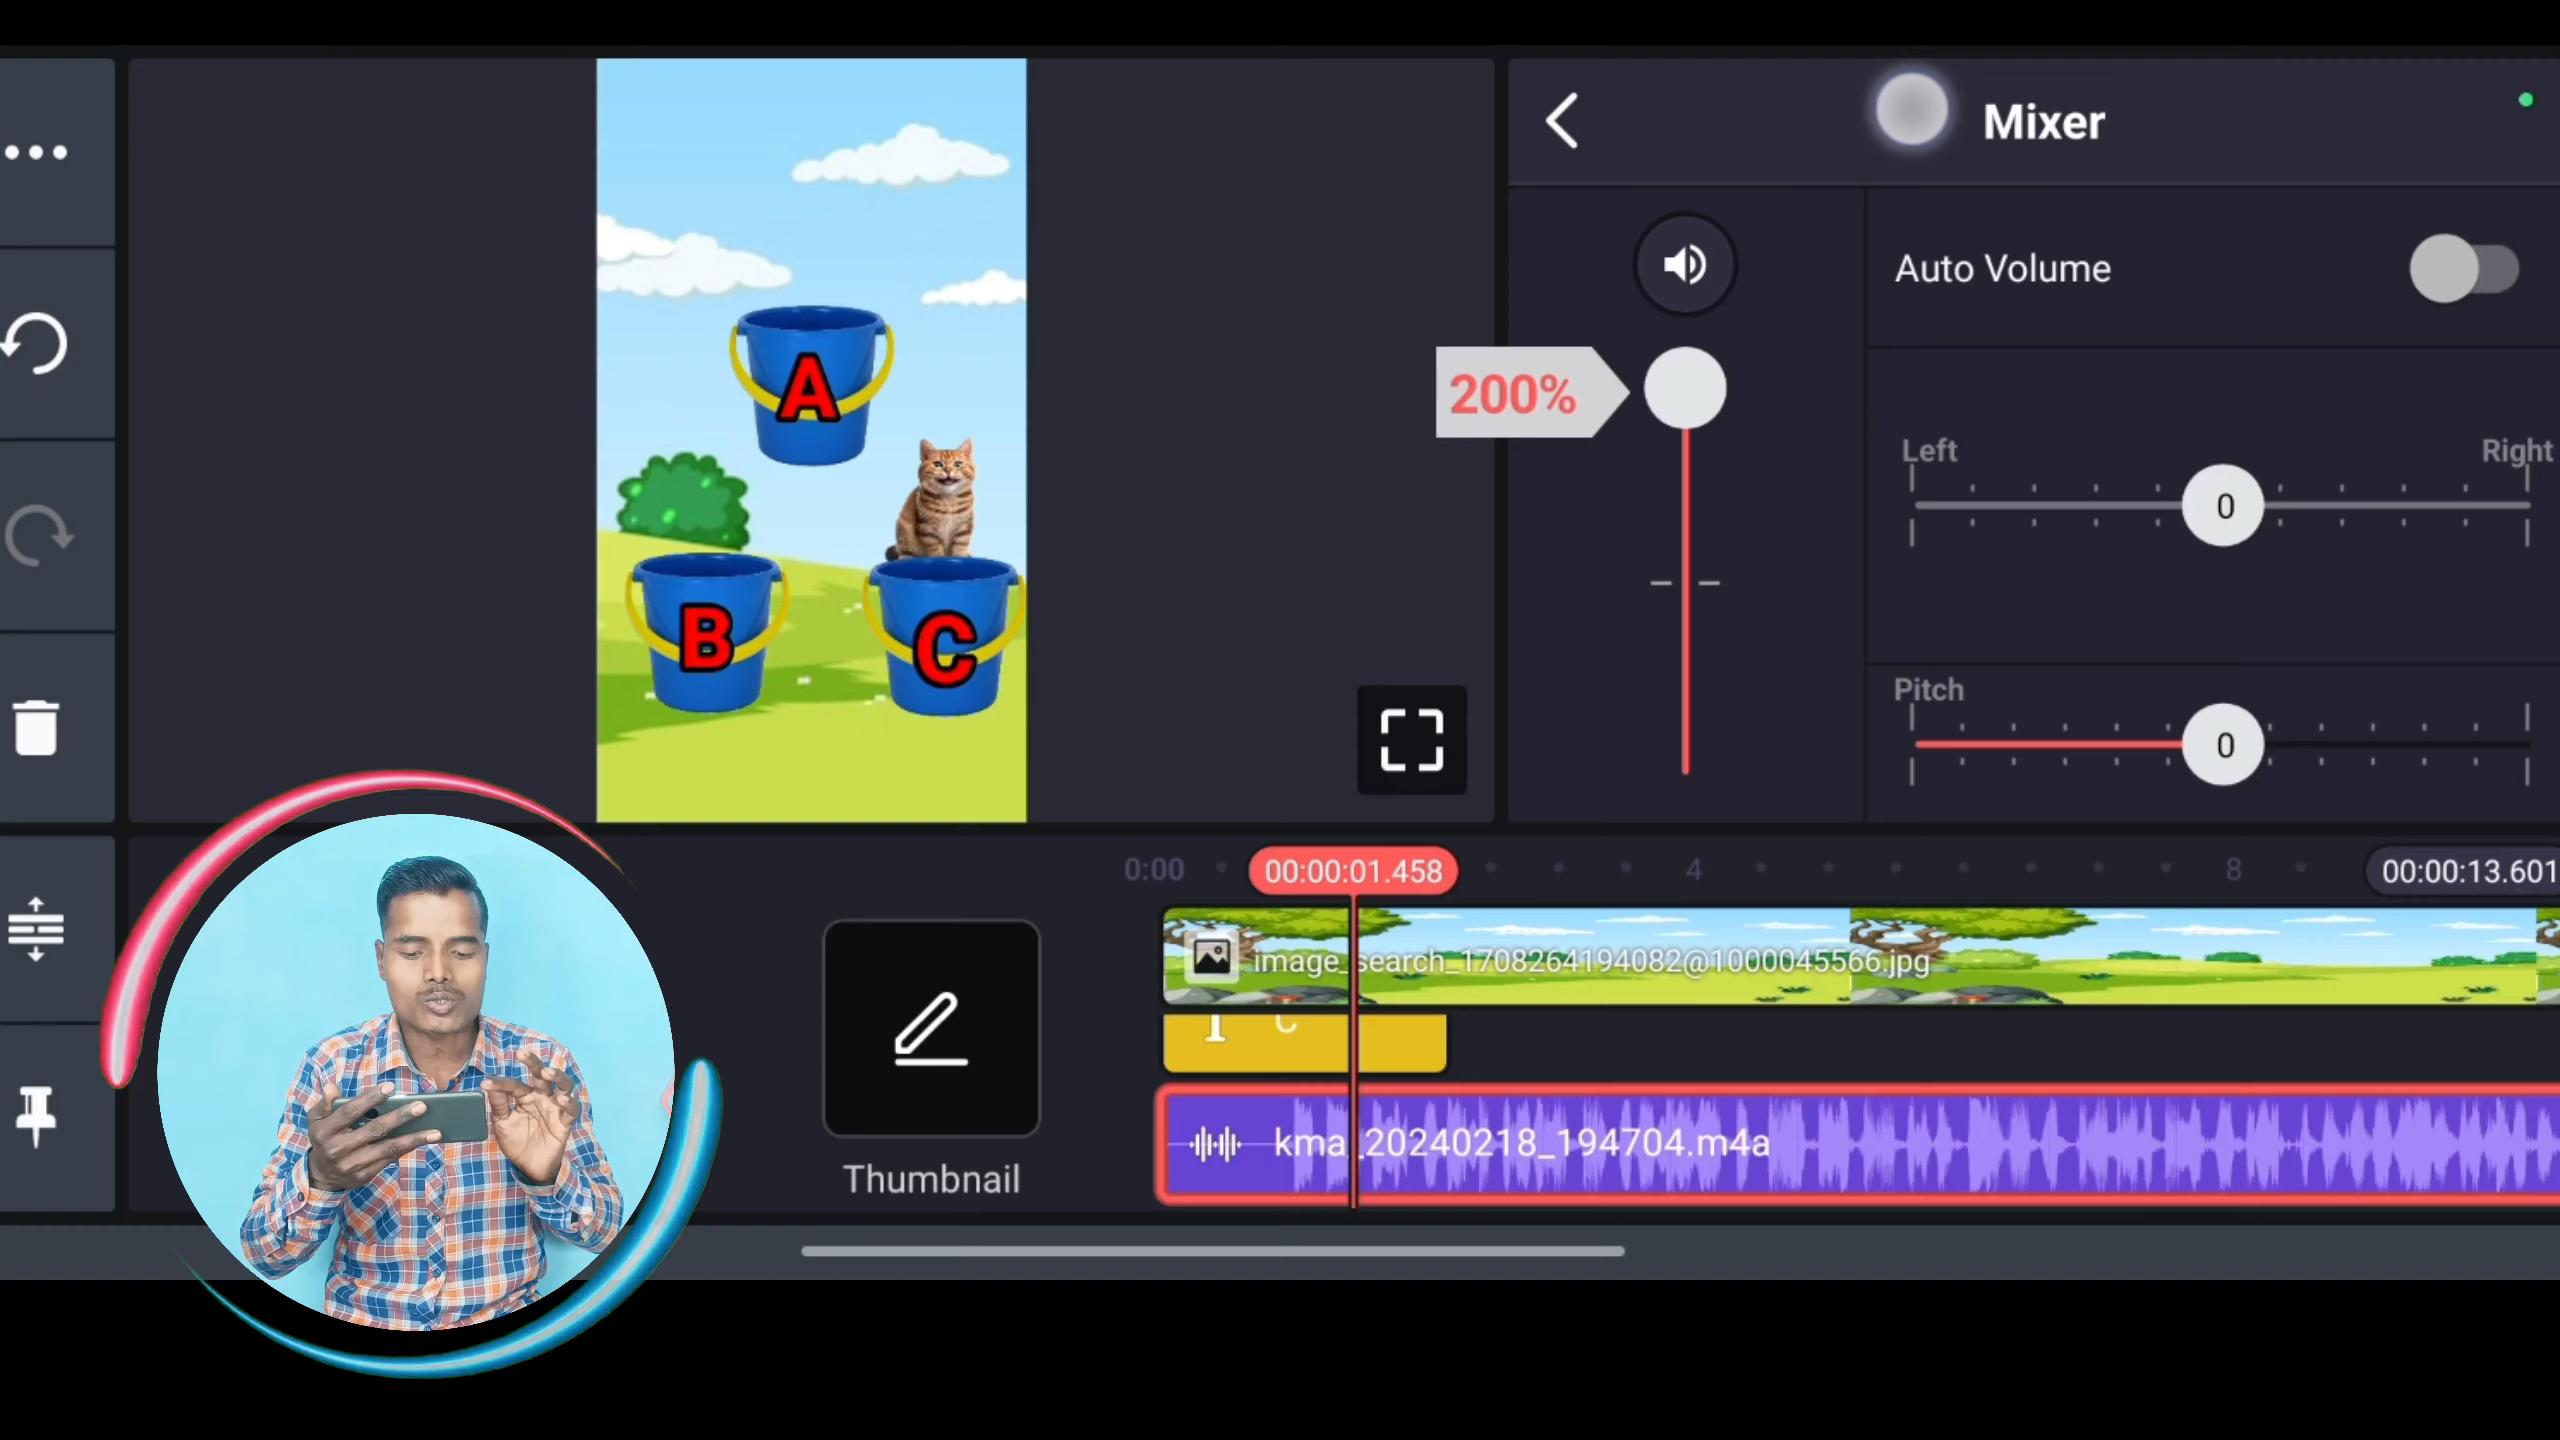 Mixer
Auto Volume
200%
Left
Right
0
Pitch
0
A
B
C
0:00
00:00:01.458
4
8
00:00:13.601
image_search_1708264194082@1000045566.jpg
kma_20240218_194704.m4a
Thumbnail